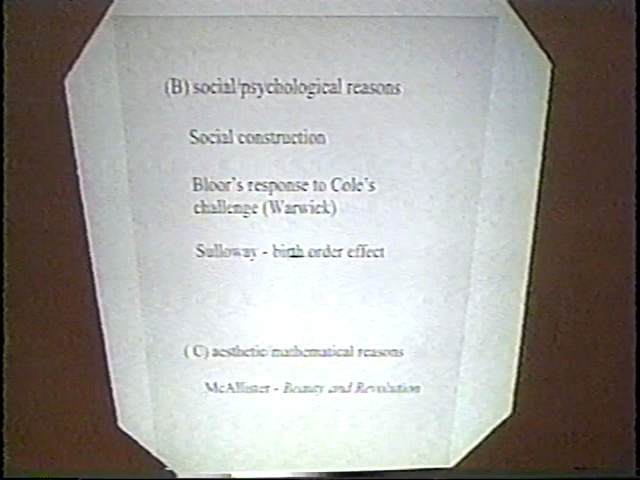 (B) social/psychological reasons
Social construction
Bloor's response to Cole's
challenge (Warwick)
Sulloway - birth order effect
( C) aesthetic/mathematical reasons
McAllister - Beauty and Revolution